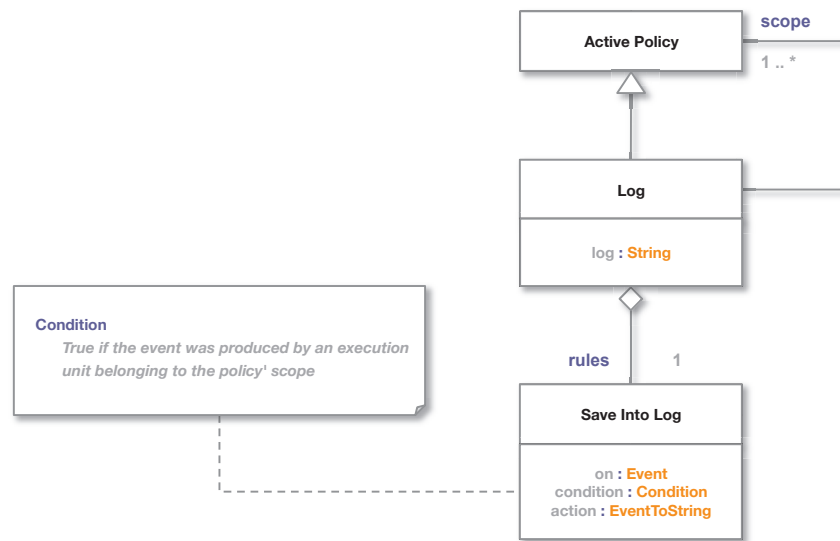 scope
Active Policy
1 .. *
Log
log : String
Condition
True if the event was produced by an execution
unit belonging to the policy' scope
rules 1
Save Into Log
on : Event
condition : Condition
action : EventToString